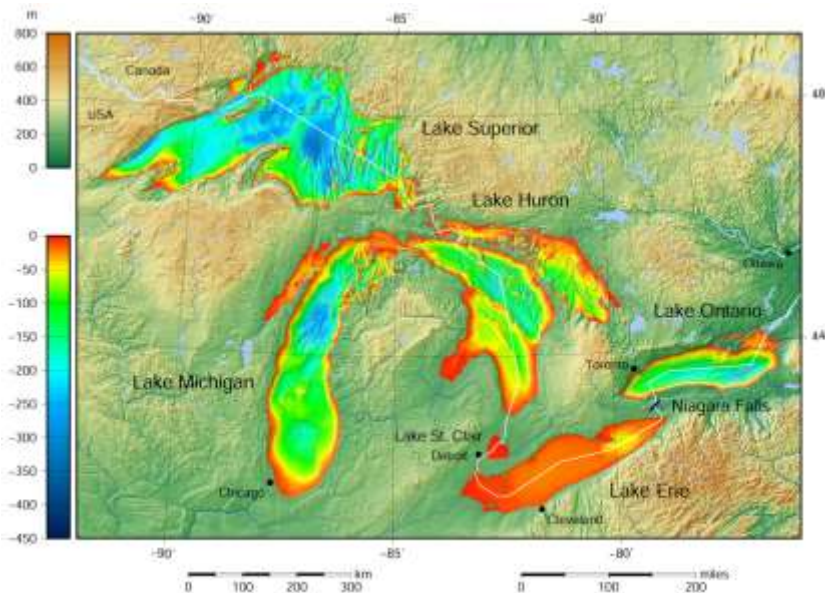 m
-90°
-85°
-80°
800
600
400
200
0
Canada
USA
48
Lake Superior
Lake Huron
0
-50
-100
-150
-200
-250
-300
-350
-400
-450
Ottawa
Lake Ontario
44
Toronto
Lake Michigan
Niagara Falls
Lake St. Clair
Detroit
Chicago
Lake Erie
Cleveland
-90°
-85°
-80°
0 100 200 300 km
0 100 200 miles